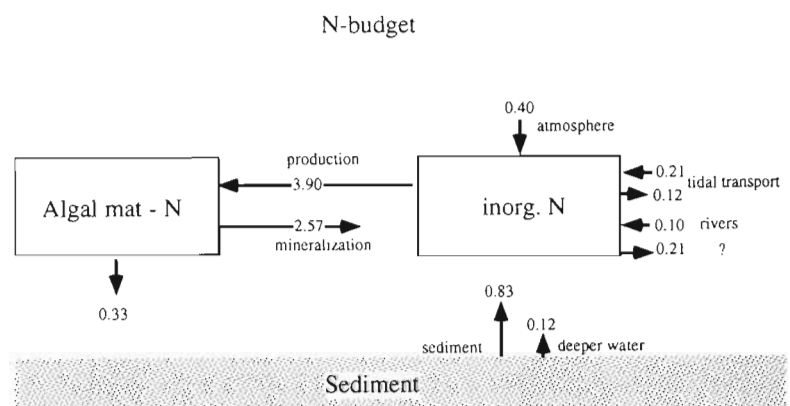 N-budget
0.40
atmosphere
production
3.90
2.57
mineralization
Algal mat - N
inorg. N
0.21
tidal transport
0.12
0.10 rivers
0.21 ?
0.33
0.83
0.12
sediment
deeper water
Sediment